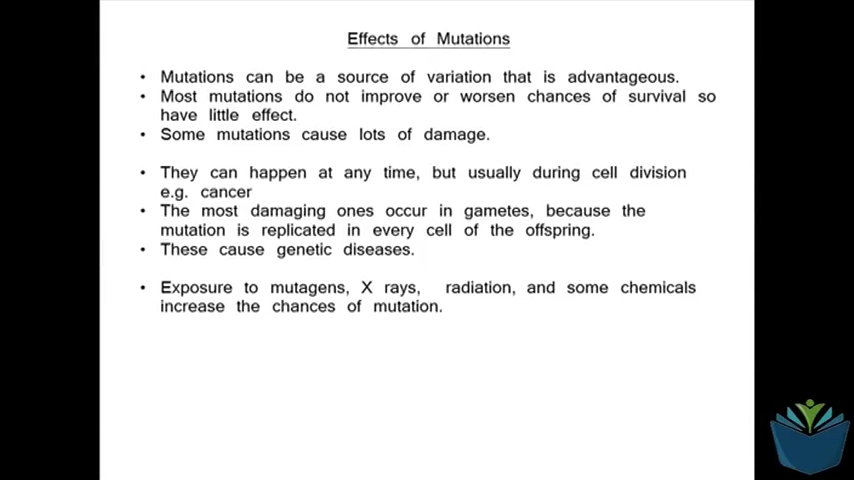 Effects of Mutations
• Mutations can be a source of variation that is advantageous.
• Most mutations do not improve or worsen chances of survival so
have little effect.
• Some mutations cause lots of damage.
• They can happen at any time, but usually during cell division
e.g. cancer
• The most damaging ones occur in gametes, because the
mutation is replicated in every cell of the offspring.
• These cause genetic diseases.
• Exposure to mutagens, X rays, radiation, and some chemicals
increase the chances of mutation.